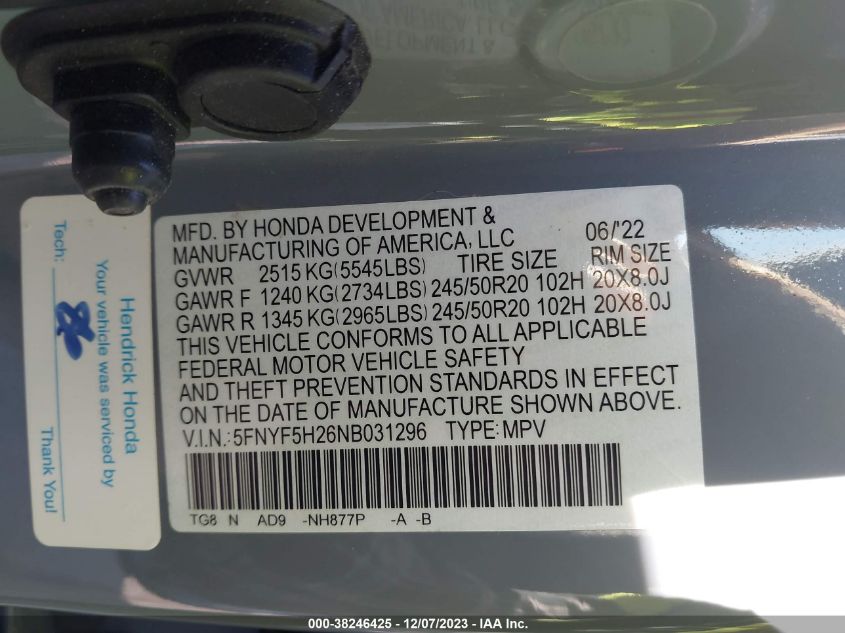 MFD. BY HONDA DEVELOPMENT &
MANUFACTURING OF AMERICA, LLC 06/'22
GVWR 2515 KG(5545LBS) TIRE SIZE RIM SIZE
GAWR F 1240 KG(2734LBS) 245/50R20 102H 20X8.0J
GAWR R 1345 KG(2965LBS) 245/50R20 102H 20X8.0J
THIS VEHICLE CONFORMS TO ALL APPLICABLE
FEDERAL MOTOR VEHICLE SAFETY
AND THEFT PREVENTION STANDARDS IN EFFECT
ON THE DATE OF MANUFACTURE SHOWN ABOVE.
V.I.N.: 5FNYF5H26NB031296 TYPE: MPV
TG8 N AD9 -NH877P -A -B
Hendrick Honda
Your vehicle was serviced by
Tech:
Thank You!
000-38246425 - 12/07/2023 - IAA Inc.